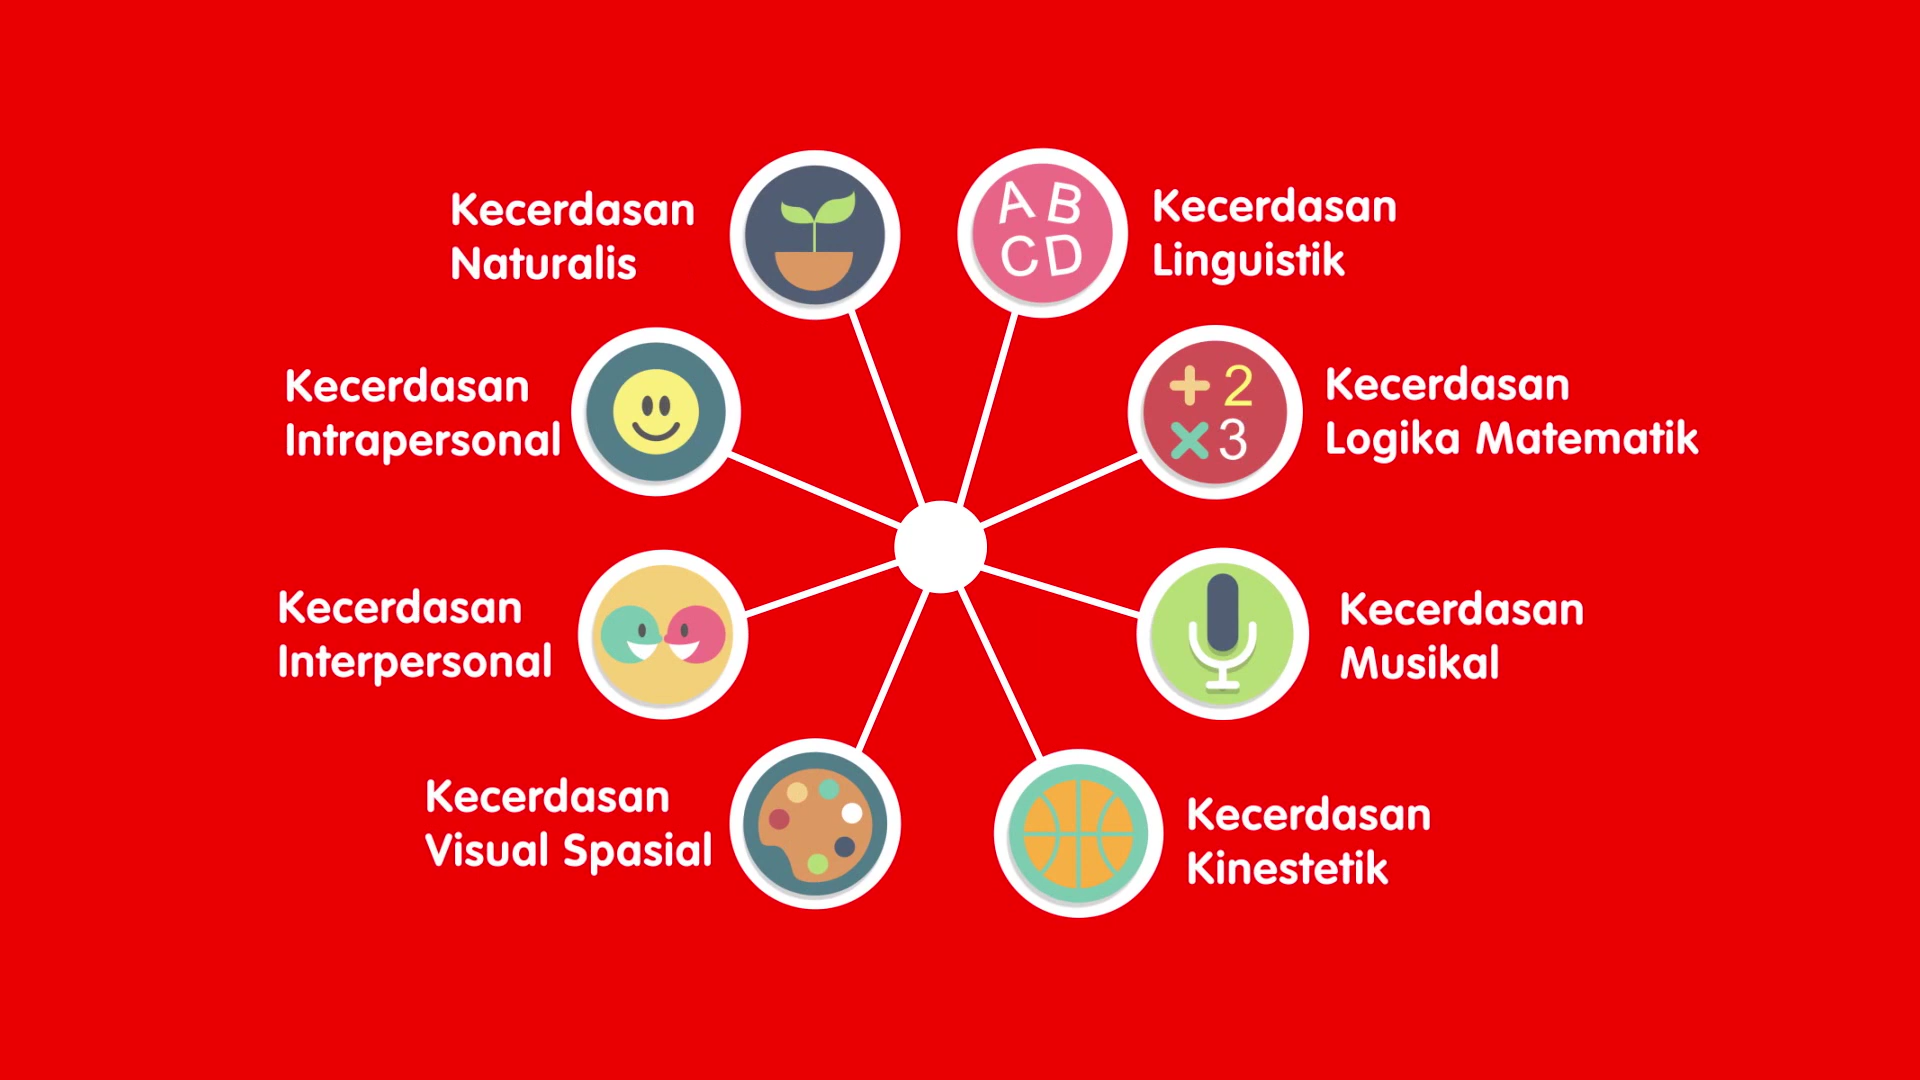 Kecerdasan
Naturalis
A B
C D
Kecerdasan
Linguistik
Kecerdasan
Intrapersonal
+ 2
× 3
Kecerdasan
Logika Matematik
Kecerdasan
Interpersonal
Kecerdasan
Musikal
Kecerdasan
Visual Spasial
Kecerdasan
Kinestetik